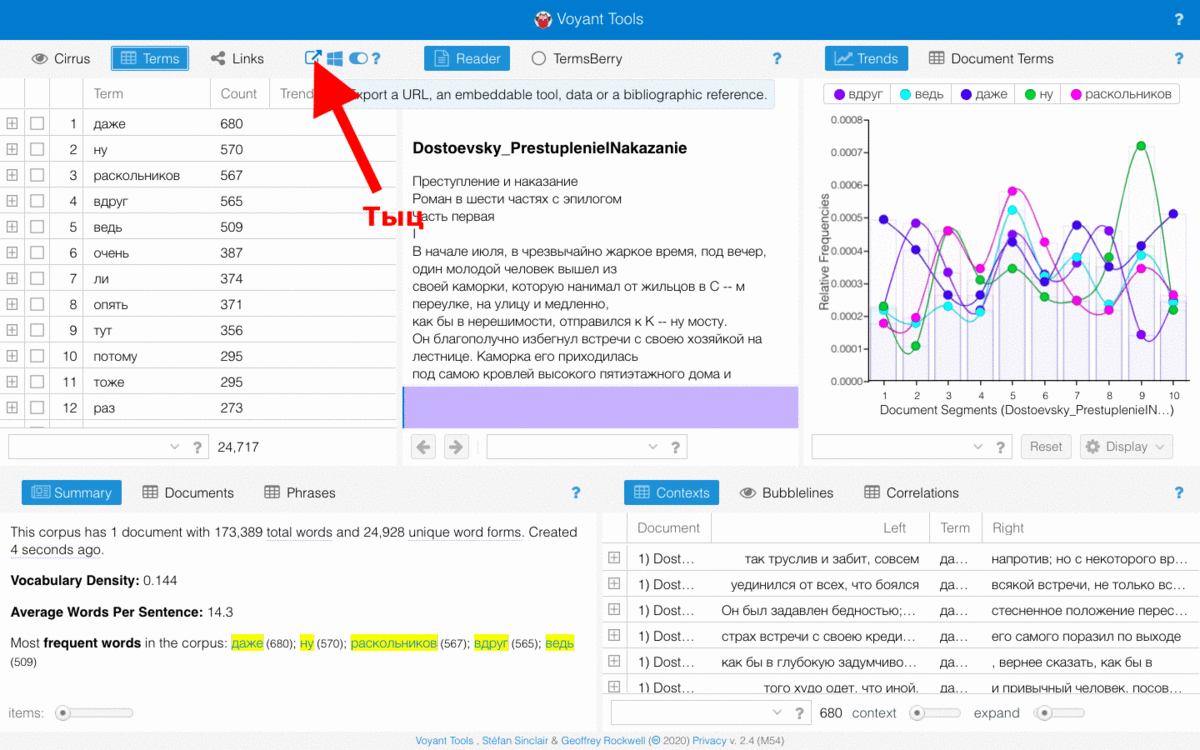 Voyant Tools ?
Cirrus Terms Links ?
Reader TermsBerry ?
Trends Document Terms ?
Term Count Trend
Export a URL, an embeddable tool, data or a bibliographic reference.
1 даже 680
2 ну 570
3 раскольников 567
4 вдруг 565
5 ведь 509
6 очень 387
7 ли 374
8 опять 371
9 тут 356
10 потому 295
11 тоже 295
12 раз 273
? 24,717
Тыц
Dostoevsky_PrestuplenieINakazanie
Преступление и наказание
Роман в шести частях с эпилогом
Часть первая
I
В начале июля, в чрезвычайно жаркое время, под вечер,
один молодой человек вышел из
своей каморки, которую нанимал от жильцов в С -- м
переулке, на улицу и медленно,
как бы в нерешимости, отправился к К -- ну мосту.
Он благополучно избегнул встречи с своею хозяйкой на
лестнице. Каморка его приходилась
под самою кровлей высокого пятиэтажного дома и
?
вдруг ведь даже ну раскольников
Relative Frequencies
0.0008
0.0007
0.0006
0.0005
0.0004
0.0003
0.0002
0.0001
0.0000
1 2 3 4 5 6 7 8 9 10
Document Segments (Dostoevsky_PrestuplenieIN…)
? Reset Display
Summary Documents Phrases ?
This corpus has 1 document with 173,389 total words and 24,928 unique word forms. Created
4 seconds ago.
Vocabulary Density: 0.144
Average Words Per Sentence: 14.3
Most frequent words in the corpus: даже (680); ну (570); раскольников (567); вдруг (565); ведь
(509)
items:
Contexts Bubblelines Correlations ?
Document Left Term Right
1) Dost… так труслив и забит, совсем да… напротив; но с некоторого вр…
1) Dost… уединился от всех, что боялся да… всякой встречи, не только вс…
1) Dost… Он был задавлен бедностью;… да… стесненное положение перес…
1) Dost… страх встречи с своею креди… да… его самого поразил по выходе
1) Dost… как бы в глубокую задумчиво… да… , вернее сказать, как бы в
1) Dost… того худо одет, что иной, да… и привычный человек, посов…
? 680 context expand
Voyant Tools , Stéfan Sinclair & Geoffrey Rockwell (© 2020) Privacy v. 2.4 (M54)